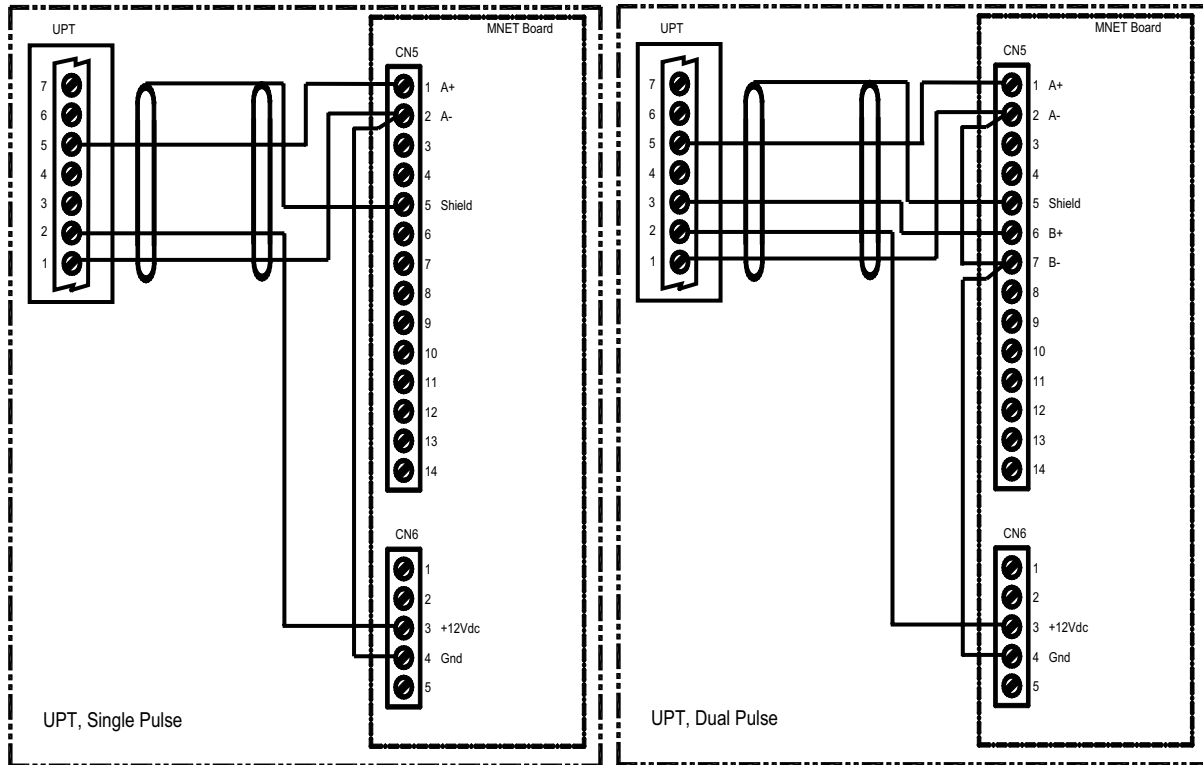 UPT
MNET Board
CN5
7
6
5
4
3
2
1
1 A+
2 A-
3
4
5 Shield
6
7
8
9
10
11
12
13
14
CN6
1
2
3 +12Vdc
4 Gnd
5
UPT, Single Pulse
UPT
MNET Board
CN5
7
6
5
4
3
2
1
1 A+
2 A-
3
4
5 Shield
6 B+
7 B-
8
9
10
11
12
13
14
CN6
1
2
3 +12Vdc
4 Gnd
5
UPT, Dual Pulse